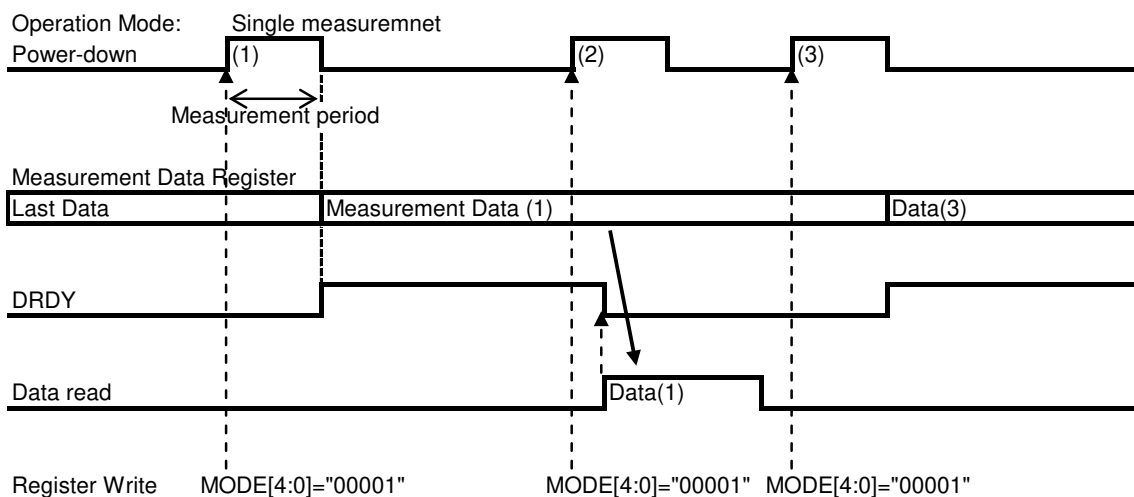 Operation Mode: Single measuremnet
Power-down (1) (2) (3)
Measurement period
Measurement Data Register
Last Data Measurement Data (1) Data(3)
DRDY
Data read Data(1)
Register Write MODE[4:0]="00001" MODE[4:0]="00001" MODE[4:0]="00001"